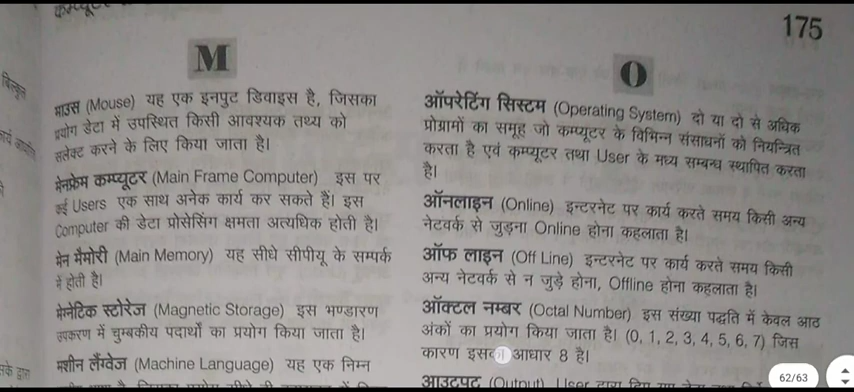 कम्प्यूटर
175
M
माउस (Mouse) यह एक इनपुट डिवाइस है, जिसका
प्रयोग डेटा में उपस्थित किसी आवश्यक तथ्य को
सलेक्ट करने के लिए किया जाता है।
मेनफ्रेम कम्प्यूटर (Main Frame Computer) इस पर
कई Users एक साथ अनेक कार्य कर सकते हैं। इस
Computer की डेटा प्रोसेसिंग क्षमता अत्यधिक होती है।
मेन मैमोरी (Main Memory) यह सीधे सीपीयू के सम्पर्क
में होती है।
मैग्नेटिक स्टोरेज (Magnetic Storage) इस भण्डारण
उपकरण में चुम्बकीय पदार्थों का प्रयोग किया जाता है।
मशीन लैंग्वेज (Machine Language) यह एक निम्न
O
ऑपरेटिंग सिस्टम (Operating System) दो या दो से अधिक
प्रोग्रामों का समूह जो कम्प्यूटर के विभिन्न संसाधनों को नियन्त्रित
करता है एवं कम्प्यूटर तथा User के मध्य सम्बन्ध स्थापित करता
है।
ऑनलाइन (Online) इन्टरनेट पर कार्य करते समय किसी अन्य
नेटवर्क से जुड़ना Online होना कहलाता है।
ऑफ लाइन (Off Line) इन्टरनेट पर कार्य करते समय किसी
अन्य नेटवर्क से न जुड़े होना, Offline होना कहलाता है।
ऑक्टल नम्बर (Octal Number) इस संख्या पद्धति में केवल आठ
अंकों का प्रयोग किया जाता है। (0, 1, 2, 3, 4, 5, 6, 7) जिस
कारण इसका आधार 8 है।
आउटपुट (Output) User द्वारा दिए गए
62/63